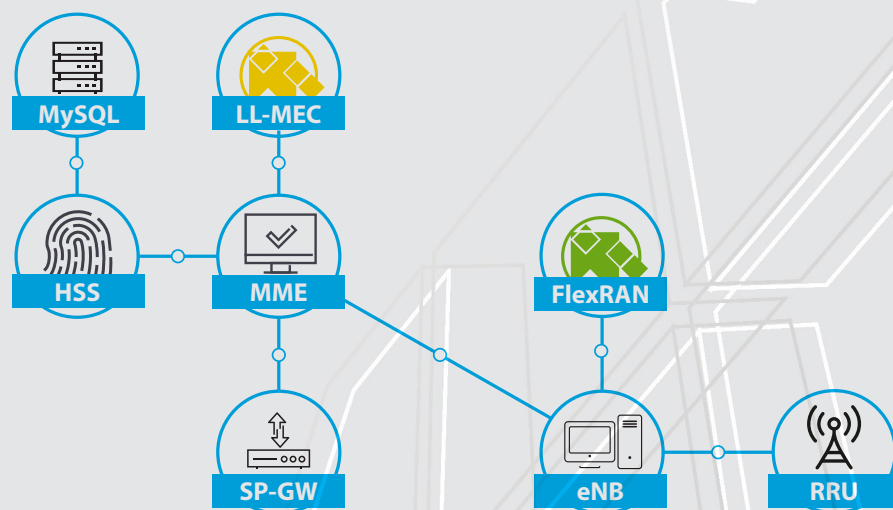 MySQL
LL-MEC
HSS
MME
FlexRAN
SP-GW
eNB
RRU